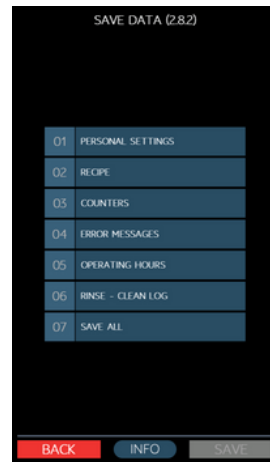 SAVE DATA (2.8.2)
01 PERSONAL SETTINGS
02 RECIPE
03 COUNTERS
04 ERROR MESSAGES
05 OPERATING HOURS
06 RINSE - CLEAN LOG
07 SAVE ALL
BACK INFO SAVE